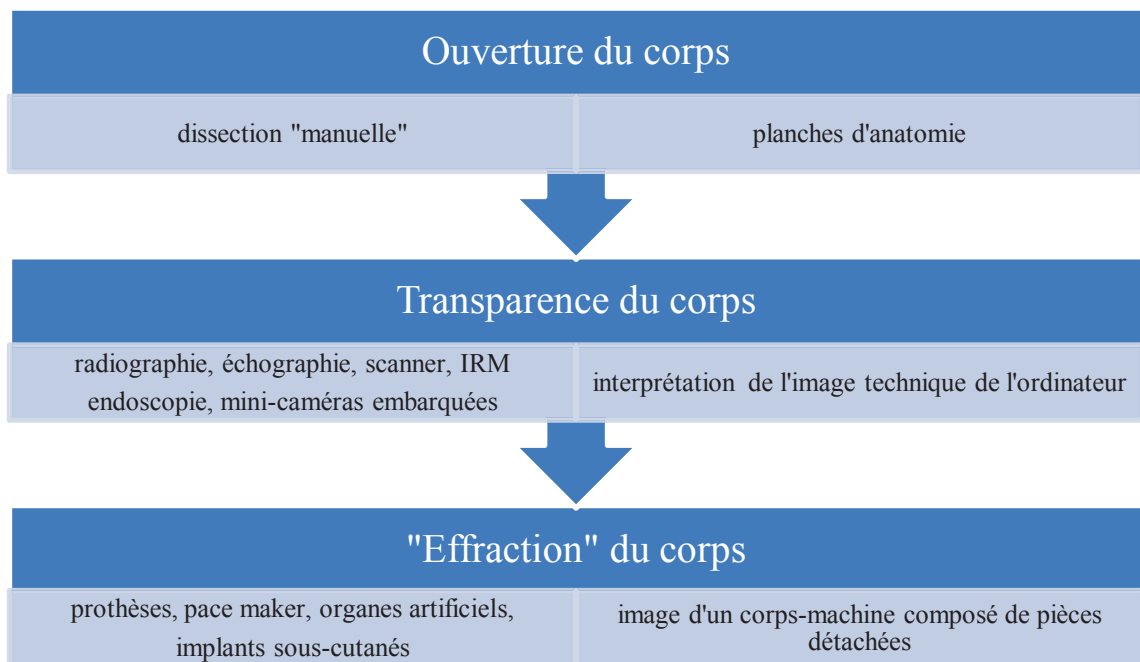 Ouverture du corps
dissection "manuelle"
planches d'anatomie
Transparence du corps
radiographie, échographie, scanner, IRM
endoscopie, mini-caméras embarquées
interprétation de l'image technique de l'ordinateur
"Effraction" du corps
prothèses, pace maker, organes artificiels,
implants sous-cutanés
image d'un corps-machine composé de pièces
détachées